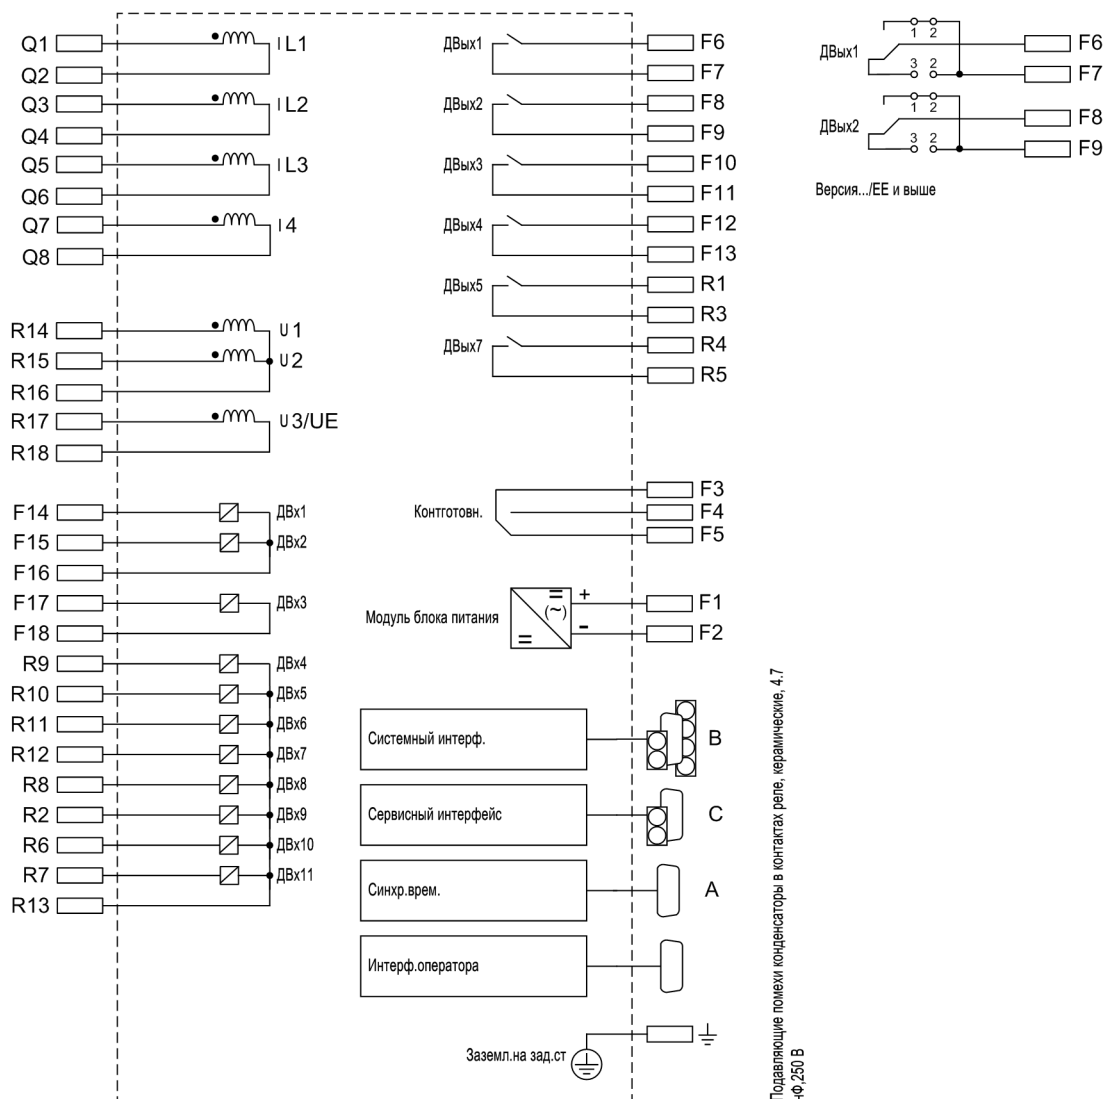 Q1
IL1
Q2
Q3
IL2
Q4
Q5
IL3
Q6
Q7
I4
Q8
R14
U1
R15
U2
R16
R17
U3/UE
R18
F14
ДВх1
F15
ДВх2
F16
F17
ДВх3
F18
R9
ДВх4
R10
ДВх5
R11
ДВх6
R12
ДВх7
R8
ДВх8
R2
ДВх9
R6
ДВх10
R7
ДВх11
R13
ДВых1
F6
F7
ДВых2
F8
F9
ДВых3
F10
F11
ДВых4
F12
F13
ДВых5
R1
R3
ДВых7
R4
R5
Контготовн.
F3
F4
F5
Модуль блока питания
=
(~)
=
+
-
F1
F2
Системный интерф.
B
Сервисный интерфейс
C
Синхр.врем.
A
Интерф.оператора
Заземл.на зад.ст
ДВых1
1 2
3 2
F6
F7
ДВых2
1 2
3 2
F8
F9
Версия.../EE и выше
Подавляющие помехи конденсаторы в контактах реле, керамические, 4.7
нФ,250 В